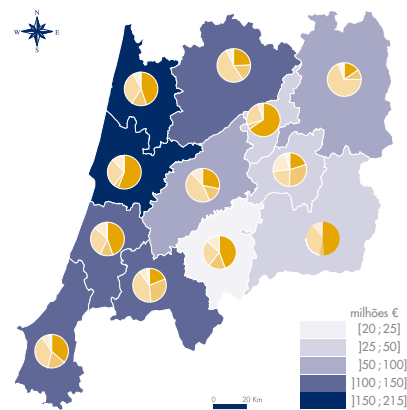 N
W E
S
milhões €
[20 ; 25]
]25 ; 50]
]50 ; 100]
]100 ; 150]
]150 ; 215]
0 20 Km